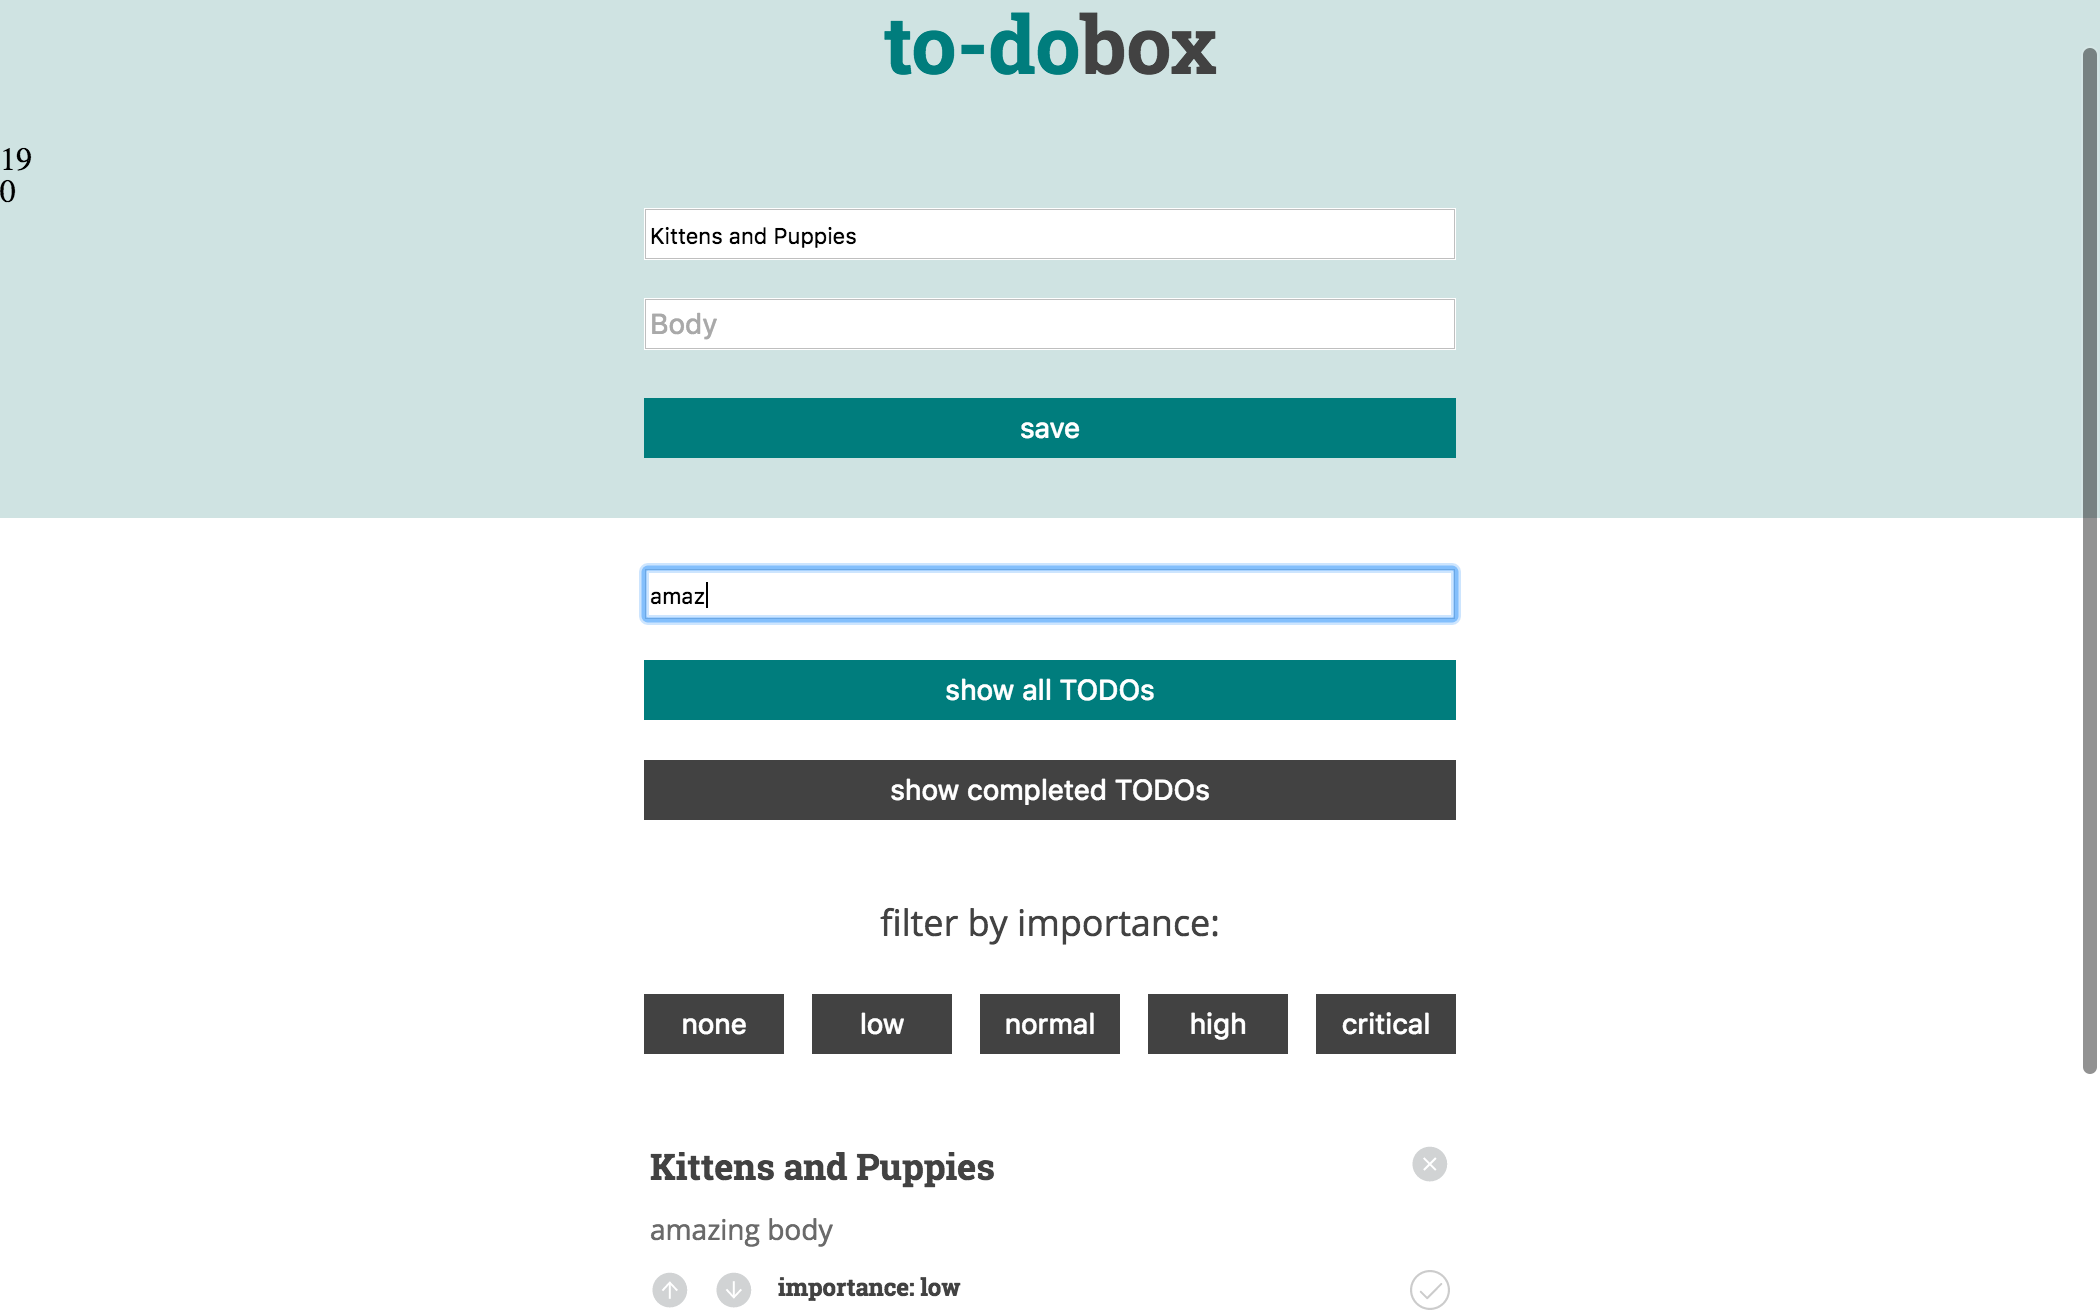 to-dobox
19
0
Kittens and Puppies
Body
save
amaz
show all TODOs
show completed TODOs
filter by importance:
none low normal high critical
Kittens and Puppies
amazing body
importance: low